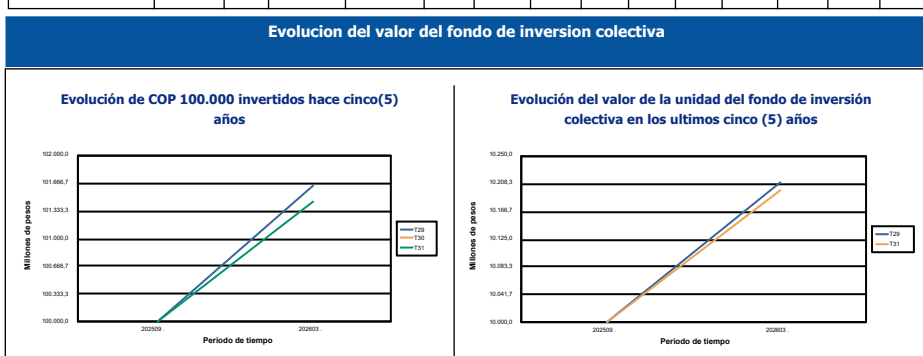 Evolucion del valor del fondo de inversion colectiva
Evolución de COP 100.000 invertidos hace cinco(5)
años
102.000,0
101.666,7
101.333,3
101.000,0
100.666,7
100.333,3
100.000,0
Millones de pesos
202509 .
202603 .
Periodo de tiempo
T29
T30
T31
Evolución del valor de la unidad del fondo de inversión
colectiva en los ultimos cinco (5) años
10.250,0
10.208,3
10.166,7
10.125,0
10.083,3
10.041,7
10.000,0
Millones de pesos
202509 .
202603 .
Periodo de tiempo
T29
T31